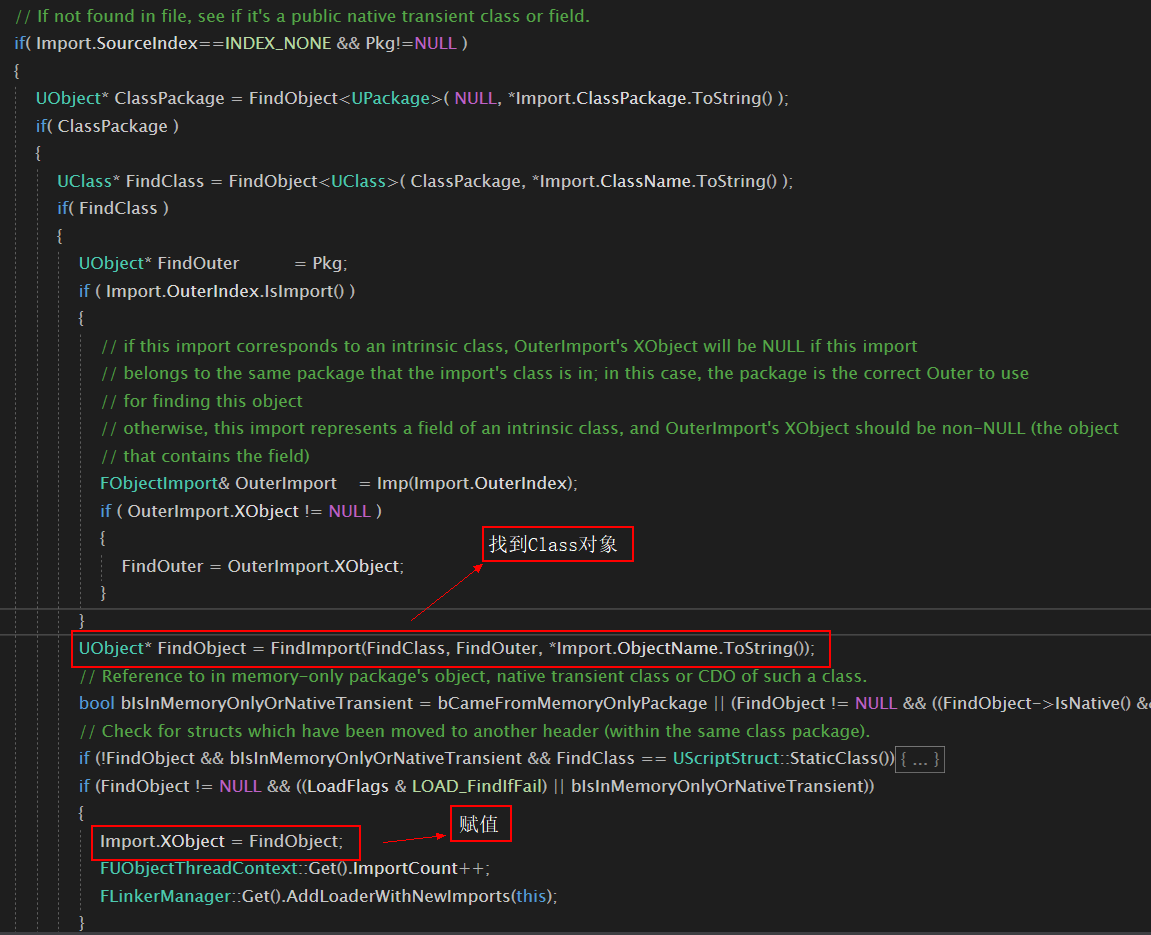 // If not found in file, see if it's a public native transient class or field.
if( Import.SourceIndex==INDEX_NONE && Pkg!=NULL )
{
UObject* ClassPackage = FindObject<UPackage>( NULL, *Import.ClassPackage.ToString() );
if( ClassPackage )
{
UClass* FindClass = FindObject<UClass>( ClassPackage, *Import.ClassName.ToString() );
if( FindClass )
{
UObject* FindOuter = Pkg;
if ( Import.OuterIndex.IsImport() )
{
// if this import corresponds to an intrinsic class, OuterImport's XObject will be NULL if this import
// belongs to the same package that the import's class is in; in this case, the package is the correct Outer to use
// for finding this object
// otherwise, this import represents a field of an intrinsic class, and OuterImport's XObject should be non-NULL (the object
// that contains the field)
FObjectImport& OuterImport = Imp(Import.OuterIndex);
if ( OuterImport.XObject != NULL )
{
找到Class对象
FindOuter = OuterImport.XObject;
}
}
UObject* FindObject = FindImport(FindClass, FindOuter, *Import.ObjectName.ToString());
// Reference to in memory-only package's object, native transient class or CDO of such a class.
bool bIsInMemoryOnlyOrNativeTransient = bCameFromMemoryOnlyPackage || (FindObject != NULL && ((FindObject->IsNative() &&
// Check for structs which have been moved to another header (within the same class package).
if (!FindObject && bIsInMemoryOnlyOrNativeTransient && FindClass == UScriptStruct::StaticClass()){ ... }
if (FindObject != NULL && ((LoadFlags & LOAD_FindIfFail) || bIsInMemoryOnlyOrNativeTransient))
{
赋值
Import.XObject = FindObject;
FUObjectThreadContext::Get().ImportCount++;
FLinkerManager::Get().AddLoaderWithNewImports(this);
}